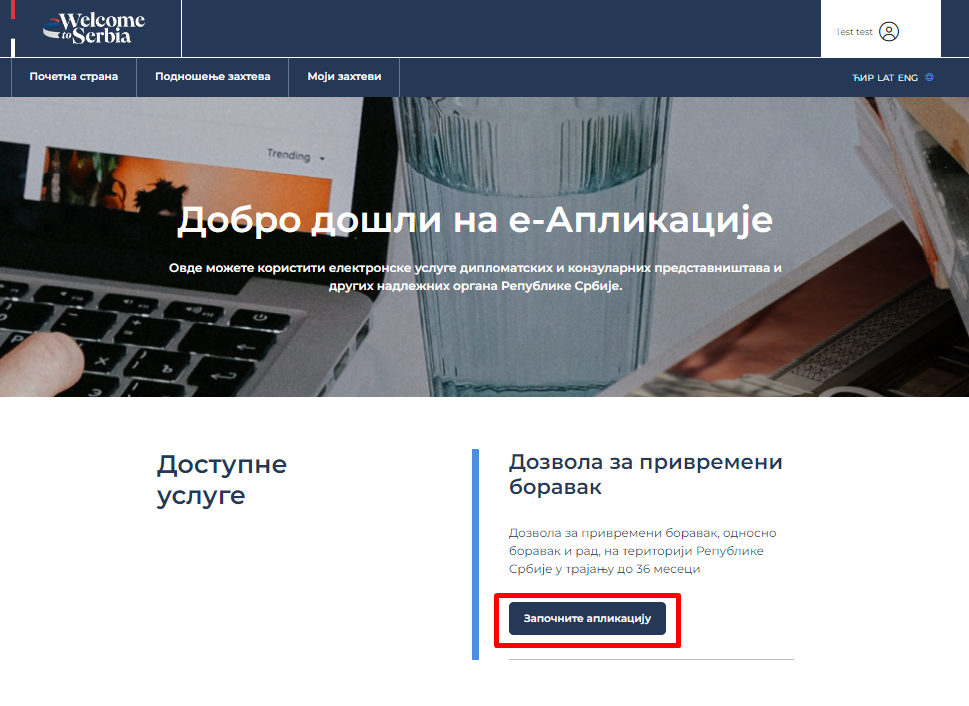 Welcome
to Serbia
Test test
Почетна страна
Подношење захтева
Моји захтеви
ЋИР LAT ENG
Trending
Добро дошли на е-Апликације
Овде можете користити електронске услуге дипломатских и конзуларних представништава и
других надлежних органа Републике Србије.
Доступне
услуге
Дозвола за привремени
боравак
Дозвола за привремени боравак, односно
боравак и рад, на територији Републике
Србије у трајању до 36 месеци
Започните апликацију